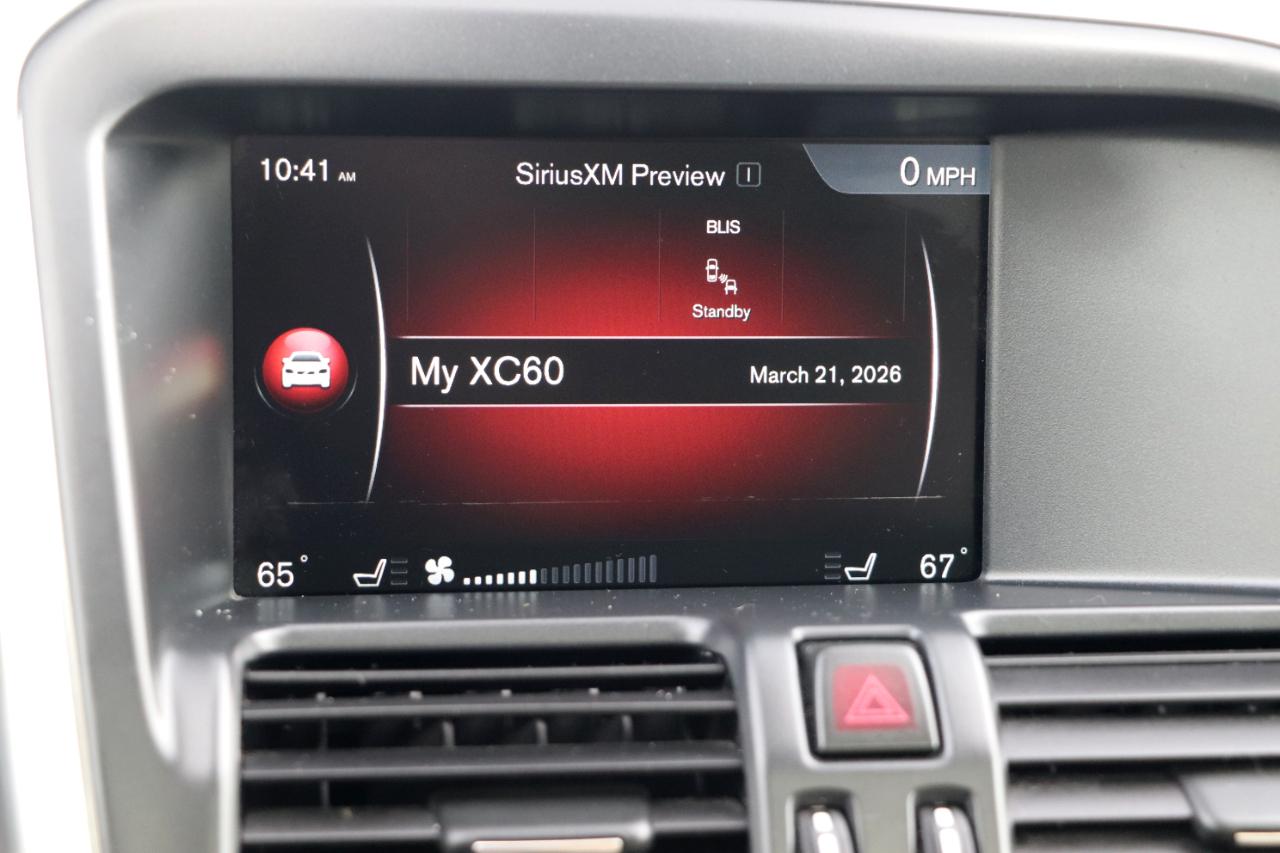 10:41 AM
SiriusXM Preview I
0 MPH
BLIS
Standby
My XC60
March 21, 2026
65°
67°